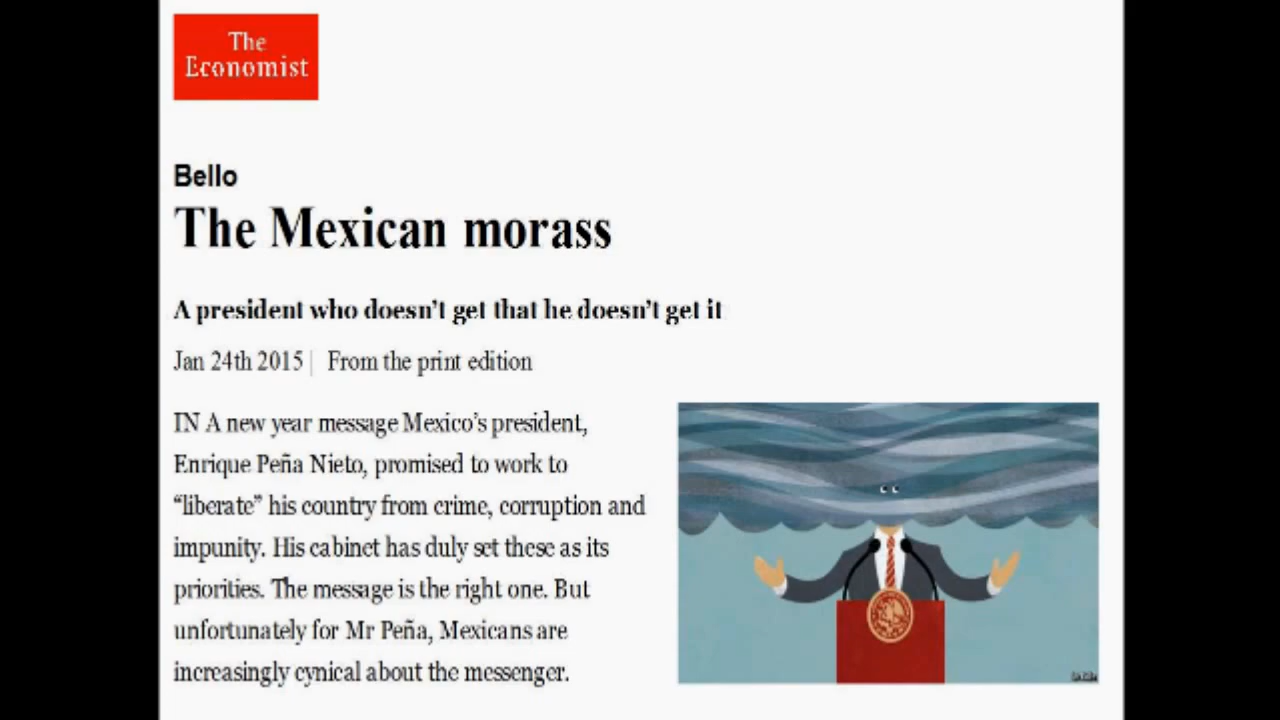 The
Economist
Bello
The Mexican morass
A president who doesn't get that he doesn't get it
Jan 24th 2015 | From the print edition
IN A new year message Mexico's president,
Enrique Peña Nieto, promised to work to
“liberate” his country from crime, corruption and
impunity. His cabinet has duly set these as its
priorities. The message is the right one. But
unfortunately for Mr Peña, Mexicans are
increasingly cynical about the messenger.